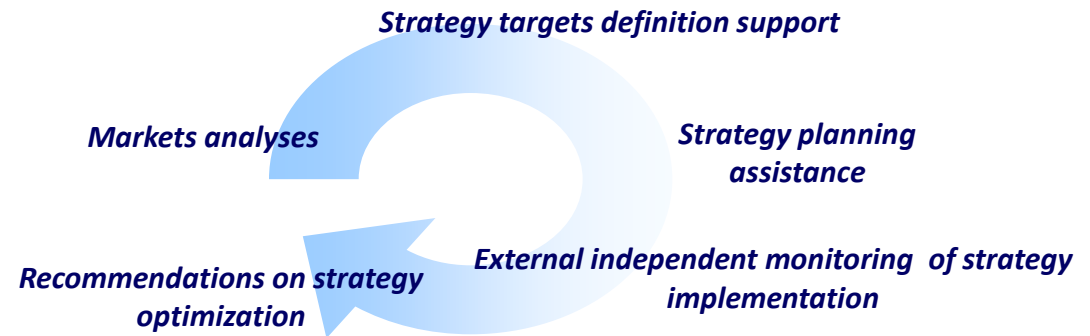 Strategy targets definition support
Markets analyses
Strategy planning
assistance
External independent monitoring  of strategy
implementation
Recommendations on strategy
optimization